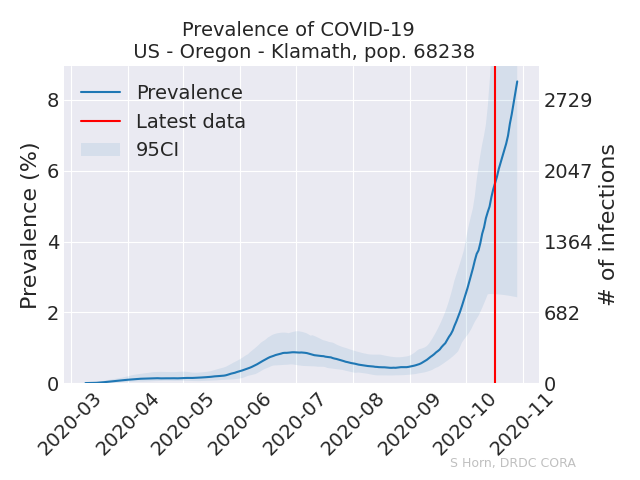 Prevalence of COVID-19
US - Oregon - Klamath, pop. 68238
Prevalence
Latest data
95CI
Prevalence (%)
8
6
4
2
0
2729
2047
1364
682
0
# of infections
2020-03
2020-04
2020-05
2020-06
2020-07
2020-08
2020-09
2020-10
2020-11
S Horn, DRDC CORA